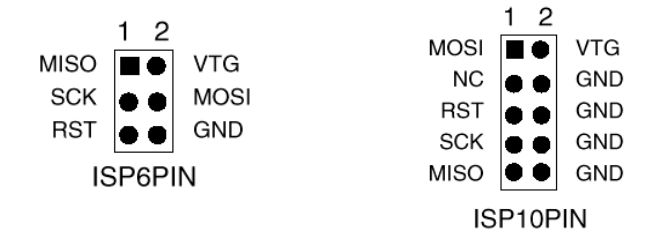 1 2
MISO VTG
SCK MOSI
RST GND
ISP6PIN
1 2
MOSI VTG
NC GND
RST GND
SCK GND
MISO GND
ISP10PIN